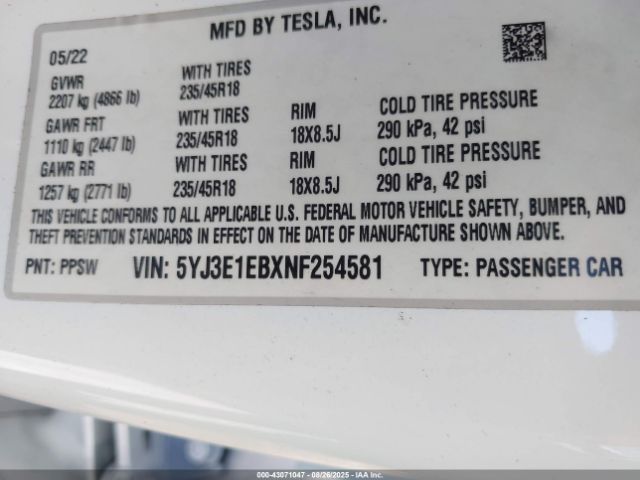 MFD BY TESLA, INC.
05/22
GVWR WITH TIRES
2207 kg (4866 lb) 235/45R18
GAWR FRT WITH TIRES RIM COLD TIRE PRESSURE
1110 kg (2447 lb) 235/45R18 18X8.5J 290 kPa, 42 psi
GAWR RR WITH TIRES RIM COLD TIRE PRESSURE
1257 kg (2771 lb) 235/45R18 18X8.5J 290 kPa, 42 psi
THIS VEHICLE CONFORMS TO ALL APPLICABLE U.S. FEDERAL MOTOR VEHICLE SAFETY, BUMPER, AND
THEFT PREVENTION STANDARDS IN EFFECT ON THE DATE OF MANUFACTURE SHOWN ABOVE.
PNT: PPSW VIN: 5YJ3E1EBXNF254581 TYPE: PASSENGER CAR
000-43071047 - 08/26/2025 - IAA Inc.